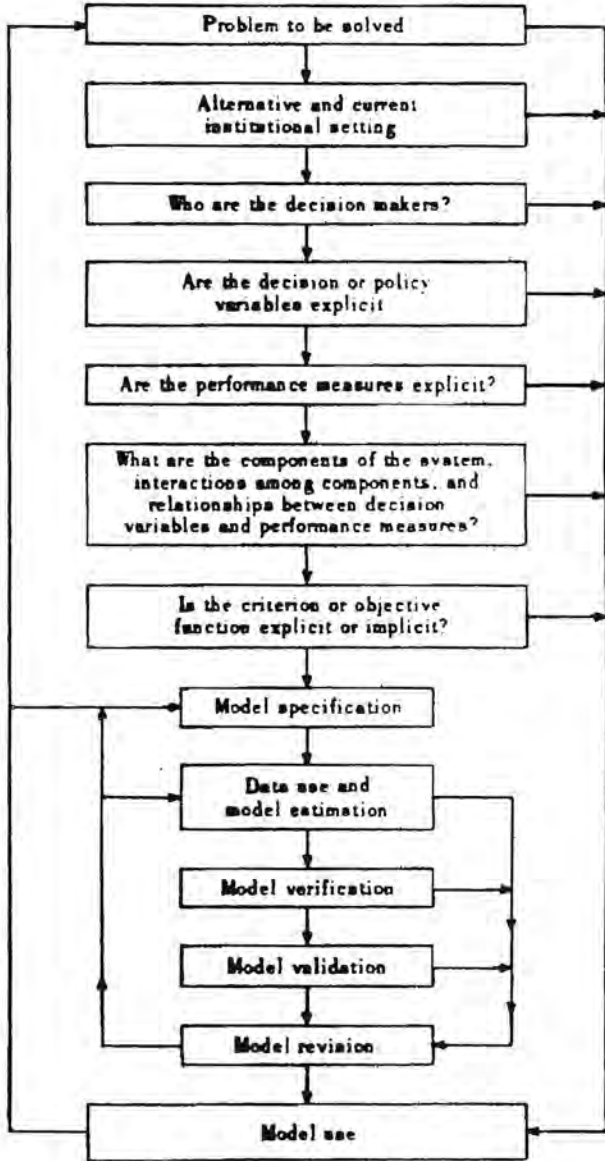 Problem to be solved
Alternative and current
institutional setting
Who are the decision makers?
Are the decision or policy
variables explicit
Are the performance measures explicit?
What are the components of the system,
interactions among components, and
relationships between decision
variables and performance measures?
Is the criterion or objective
function explicit or implicit?
Model specification
Data use and
model estimation
Model verification
Model validation
Model revision
Model use